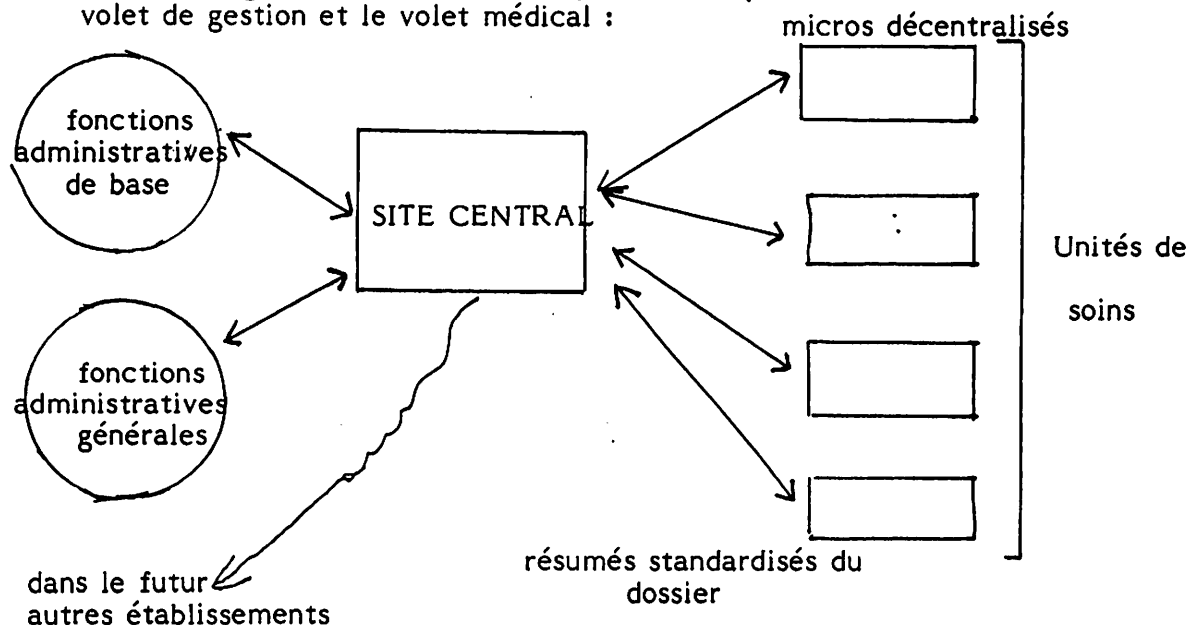 volet de gestion et le volet médical :
micros décentralisés
fonctions
administratives
de base
SITE CENTRAL
Unités de
soins
fonctions
administratives
générales
résumés standardisés du
dossier
dans le futur
autres établissements